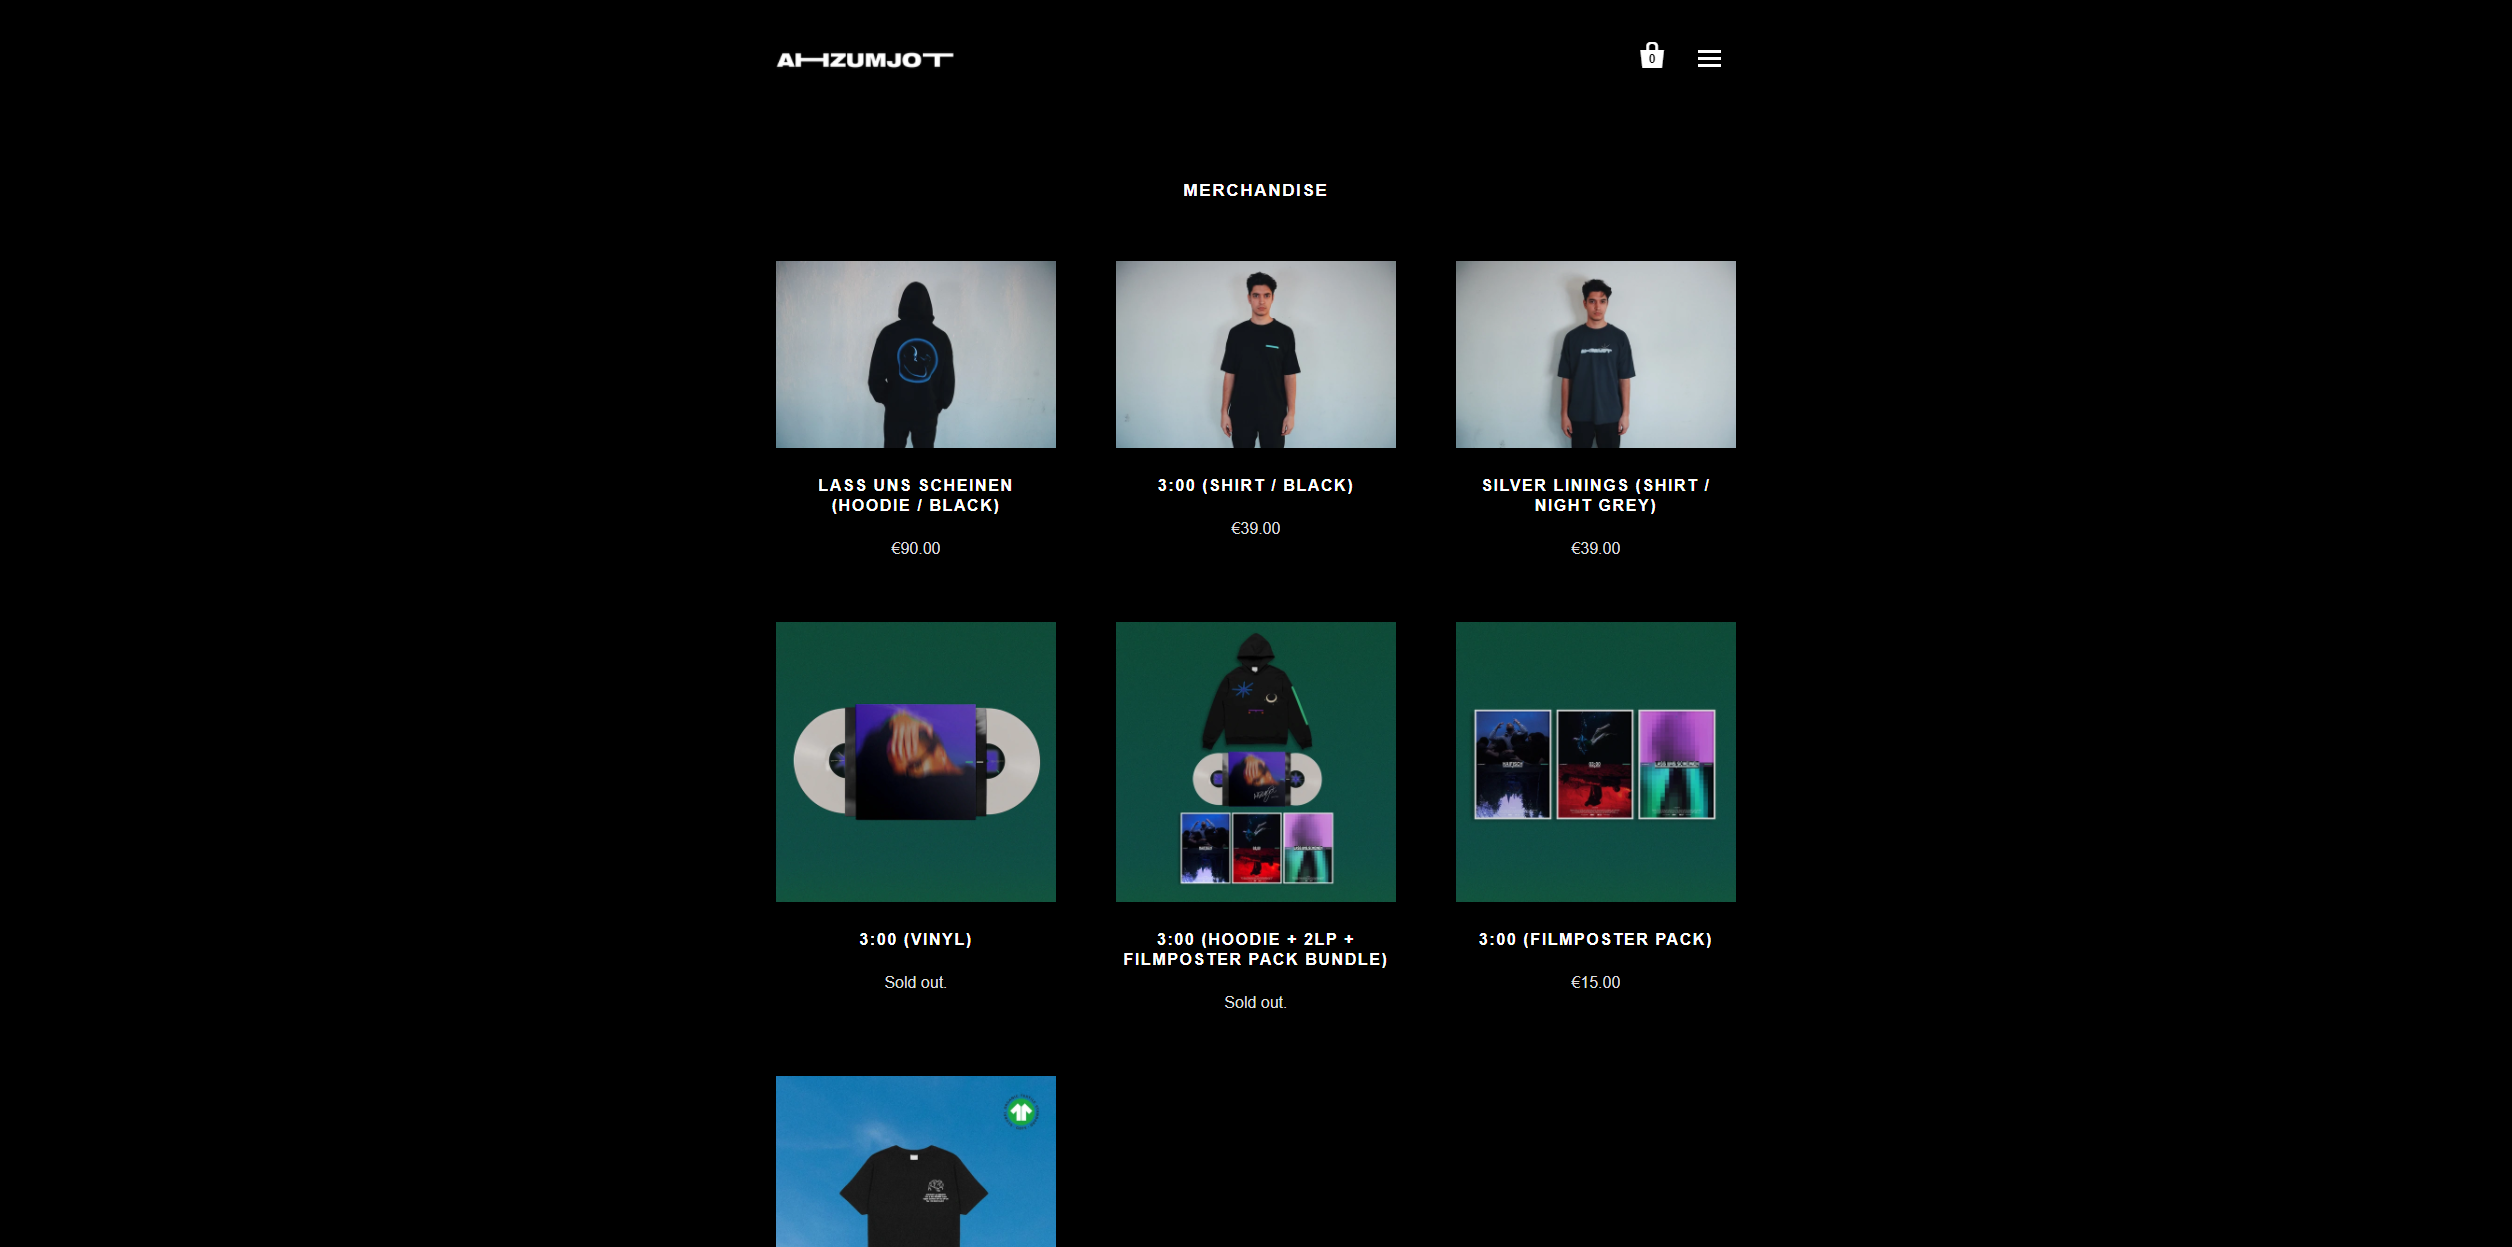 AHZUMJOT
0
MERCHANDISE
LASS UNS SCHEINEN
(HOODIE / BLACK)
€90.00
3:00 (SHIRT / BLACK)
€39.00
SILVER LININGS (SHIRT /
NIGHT GREY)
€39.00
3:00 (VINYL)
Sold out.
3:00 (HOODIE + 2LP +
FILMPOSTER PACK BUNDLE)
Sold out.
3:00 (FILMPOSTER PACK)
€15.00